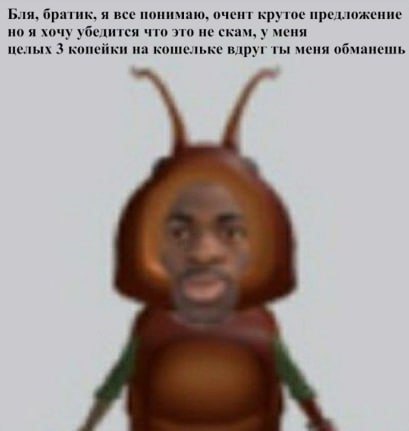 Бля, братик, я все понимаю, очент крутое предложение
но я хочу убедится что это не скам, у меня
целых 3 копейки на кошельке вдруг ты меня обманешь